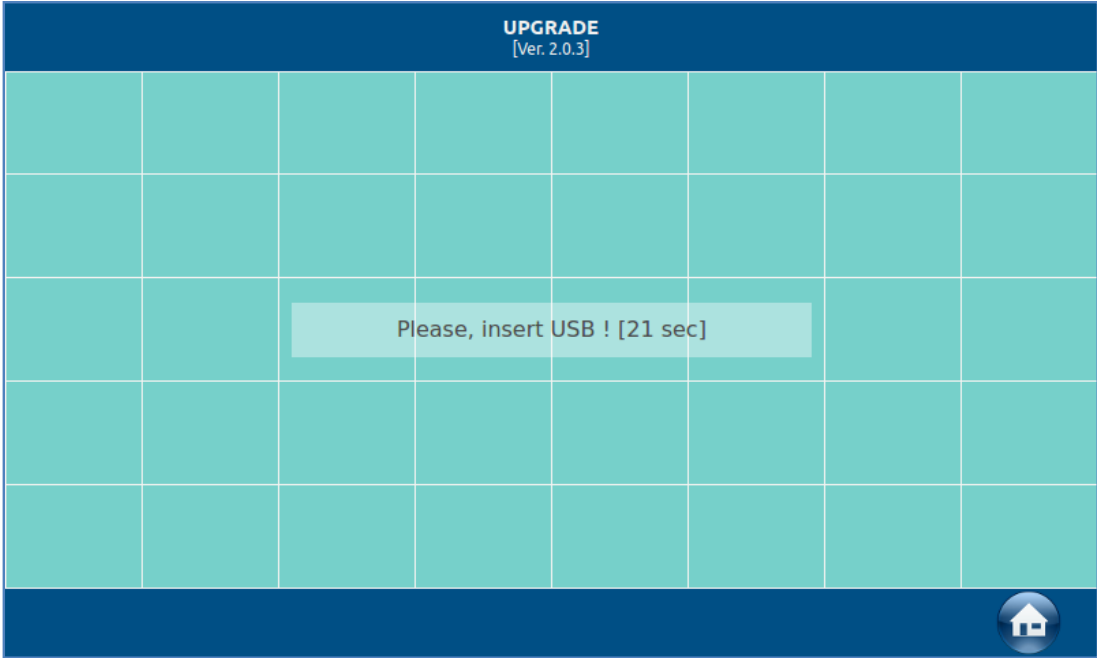 UPGRADE
[Ver. 2.0.3]
Please, insert USB ! [21 sec]